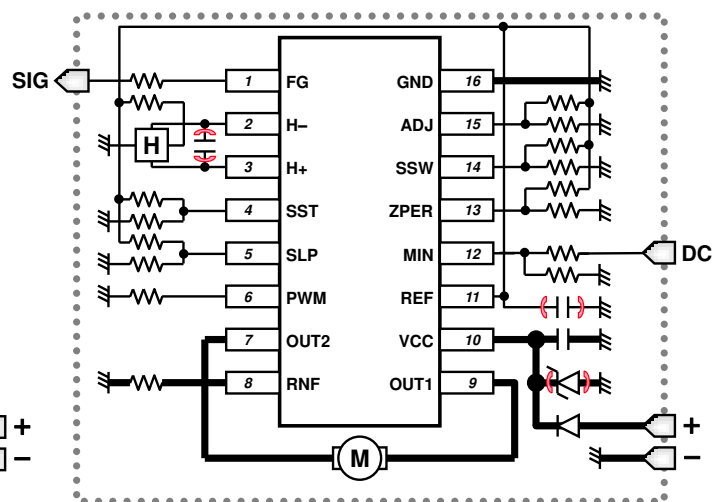 SIG
1 FG
2 H–
3 H+
4 SST
5 SLP
6 PWM
7 OUT2
8 RNF
GND 16
ADJ 15
SSW 14
ZPER 13
MIN 12
REF 11
VCC 10
OUT1 9
H
M
DC
+
–
+
–